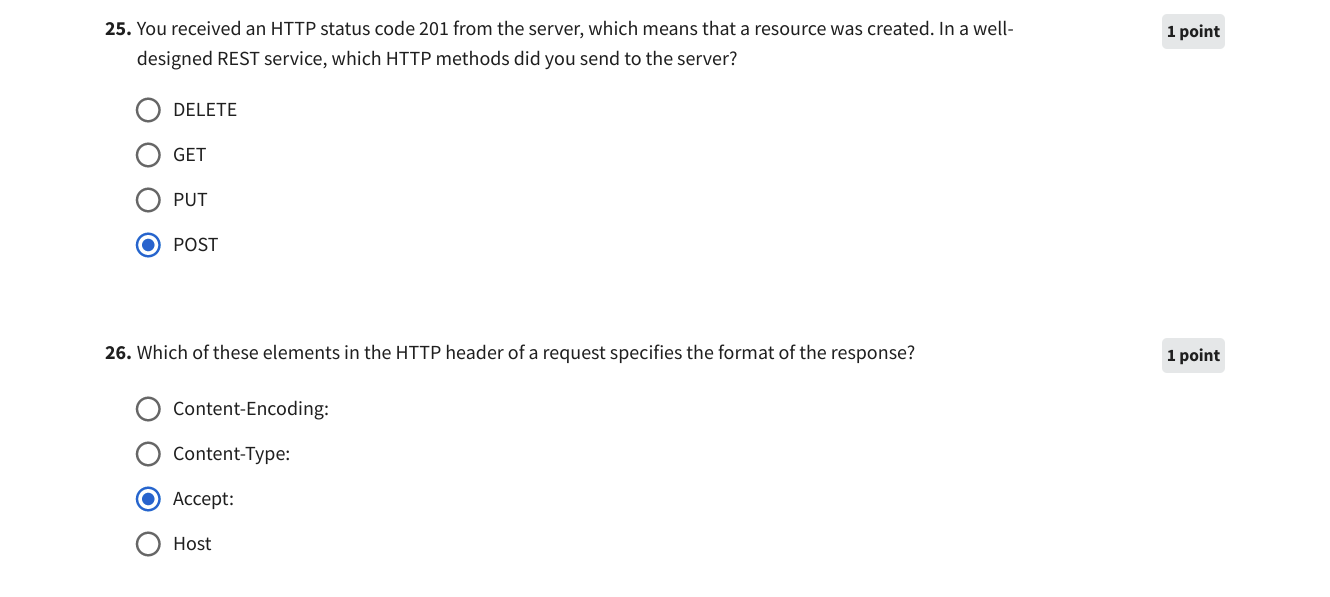 25. You received an HTTP status code 201 from the server, which means that a resource was created. In a well-
1 point
designed REST service, which HTTP methods did you send to the server?
DELETE
GET
PUT
POST
26. Which of these elements in the HTTP header of a request specifies the format of the response?
1 point
Content-Encoding:
Content-Type:
Accept:
Host